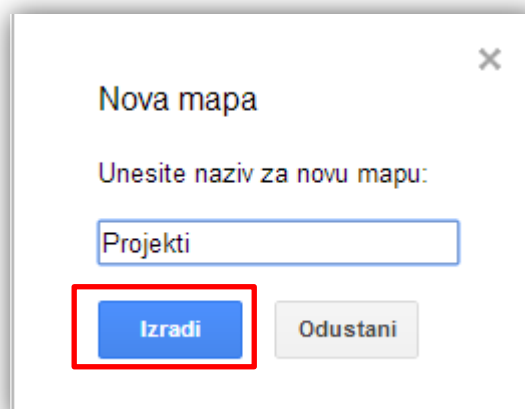 Nova mapa
Unesite naziv za novu mapu:
Projekti
Izradi Odustani